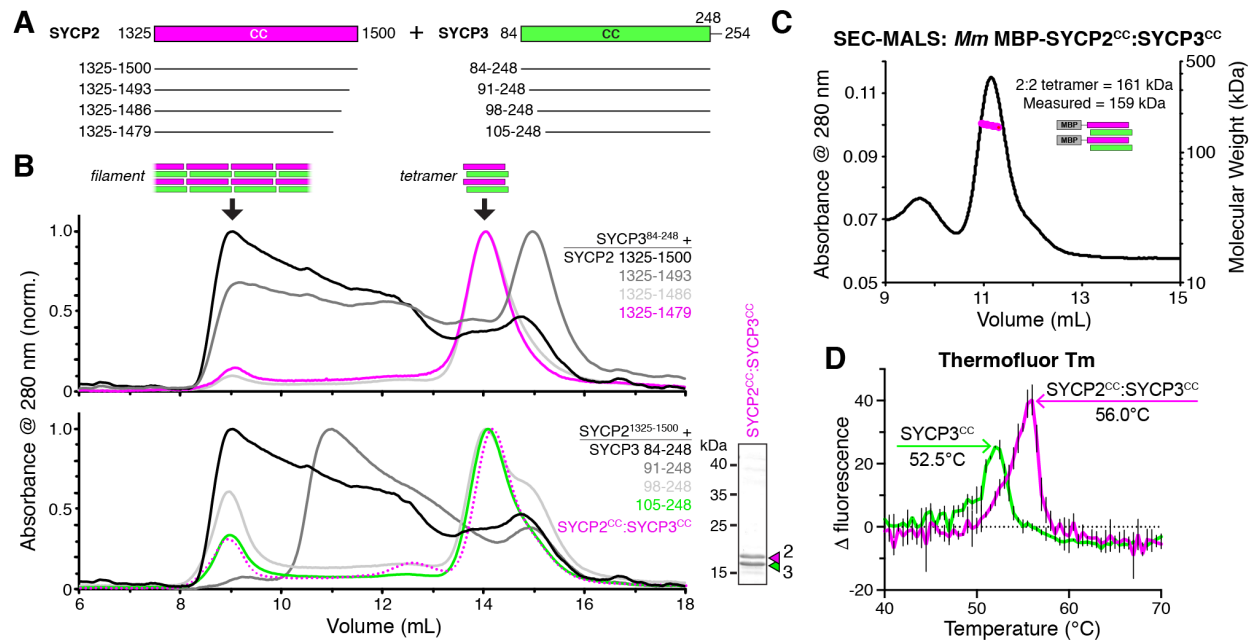 A
SYCP2 1325 CC 1500 + SYCP3 84 CC 248 254
1325-1500
1325-1493
1325-1486
1325-1479
84-248
91-248
98-248
105-248
B
filament
tetramer
1.0
0.5
0
SYCP384-248 +
SYCP2 1325-1500
1325-1493
1325-1486
1325-1479
1.0
0.5
0
SYCP21325-1500 +
SYCP3 84-248
91-248
98-248
105-248
SYCP2CC:SYCP3CC
Absorbance @ 280 nm (norm.)
6 8 10 12 14 16 18
Volume (mL)
SYCP2CC:SYCP3CC
kDa
40
35
25
15
2
3
C
SEC-MALS: Mm MBP-SYCP2CC:SYCP3CC
Absorbance @ 280 nm
0.11
0.09
0.07
0.05
2:2 tetramer = 161 kDa
Measured = 159 kDa
MBP
MBP
500
100
10
Molecular Weight (kDa)
9 11 13 15
Volume (mL)
D
Thermofluor Tm
Δ fluorescence
40
20
0
-20
SYCP3CC
52.5°C
SYCP2CC:SYCP3CC
56.0°C
40 50 60 70
Temperature (°C)